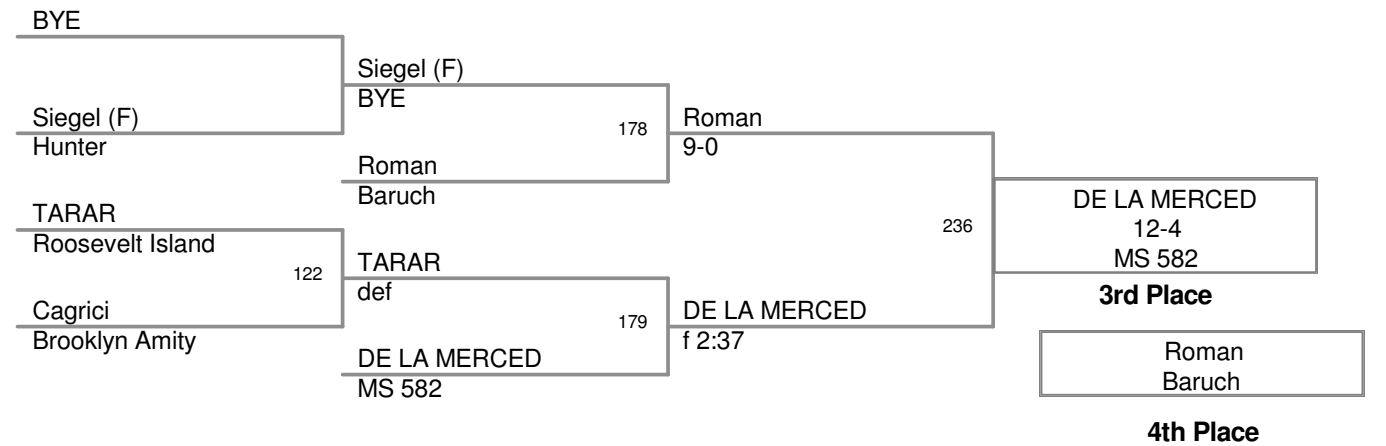 BYE
Siegel (F)
BYE
Siegel (F)
Hunter
178
Roman
9-0
Roman
Baruch
TARAR
Roosevelt Island
122
TARAR
def
Cagrici
Brooklyn Amity
179
DE LA MERCED
f 2:37
DE LA MERCED
MS 582
236
DE LA MERCED
12-4
MS 582
3rd Place
Roman
Baruch
4th Place